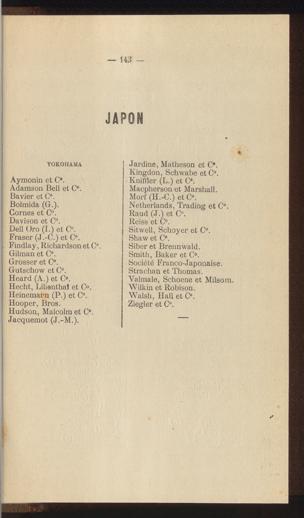 — 143 —
JAPON
YOKOHAMA
Aymonin et Cᵉ.
Adamson Bell et Cᵉ.
Bavier et Cᵉ.
Bolmida (G.).
Cornes et Cᵉ.
Davison et Cᵉ.
Dell Oro (I.) et Cᵉ.
Fraser (J.-C.) et Cᵉ.
Findlay, Richardson et Cᵉ.
Gilman et Cᵉ.
Grosser et Cᵉ.
Gutschow et Cᵉ.
Heard (A.) et Cᵉ.
Hecht, Lilienthal et Cᵉ.
Heinemann (P.) et Cᵉ.
Hooper, Bros.
Hudson, Malcolm et Cᵉ.
Jacquemot (J.-M.).
Jardine, Matheson et Cᵉ.
Kingdon, Schwabe et Cᵉ.
Kniffler (L.) et Cᵉ.
Macpherson et Marshall.
Morf (H.-C.) et Cᵉ.
Netherlands, Trading et Cᵉ.
Raud (J.) et Cᵉ.
Reiss et Cᵉ.
Sitwell, Schoyer et Cᵉ.
Shaw et Cᵉ.
Siber et Brennwald.
Smith, Baker et Cᵉ.
Société Franco-Japonaise.
Strachan et Thomas.
Valmale, Schoene et Milsom.
Wilkin et Robison.
Walsh, Hall et Cᵉ.
Ziegler et Cᵉ.